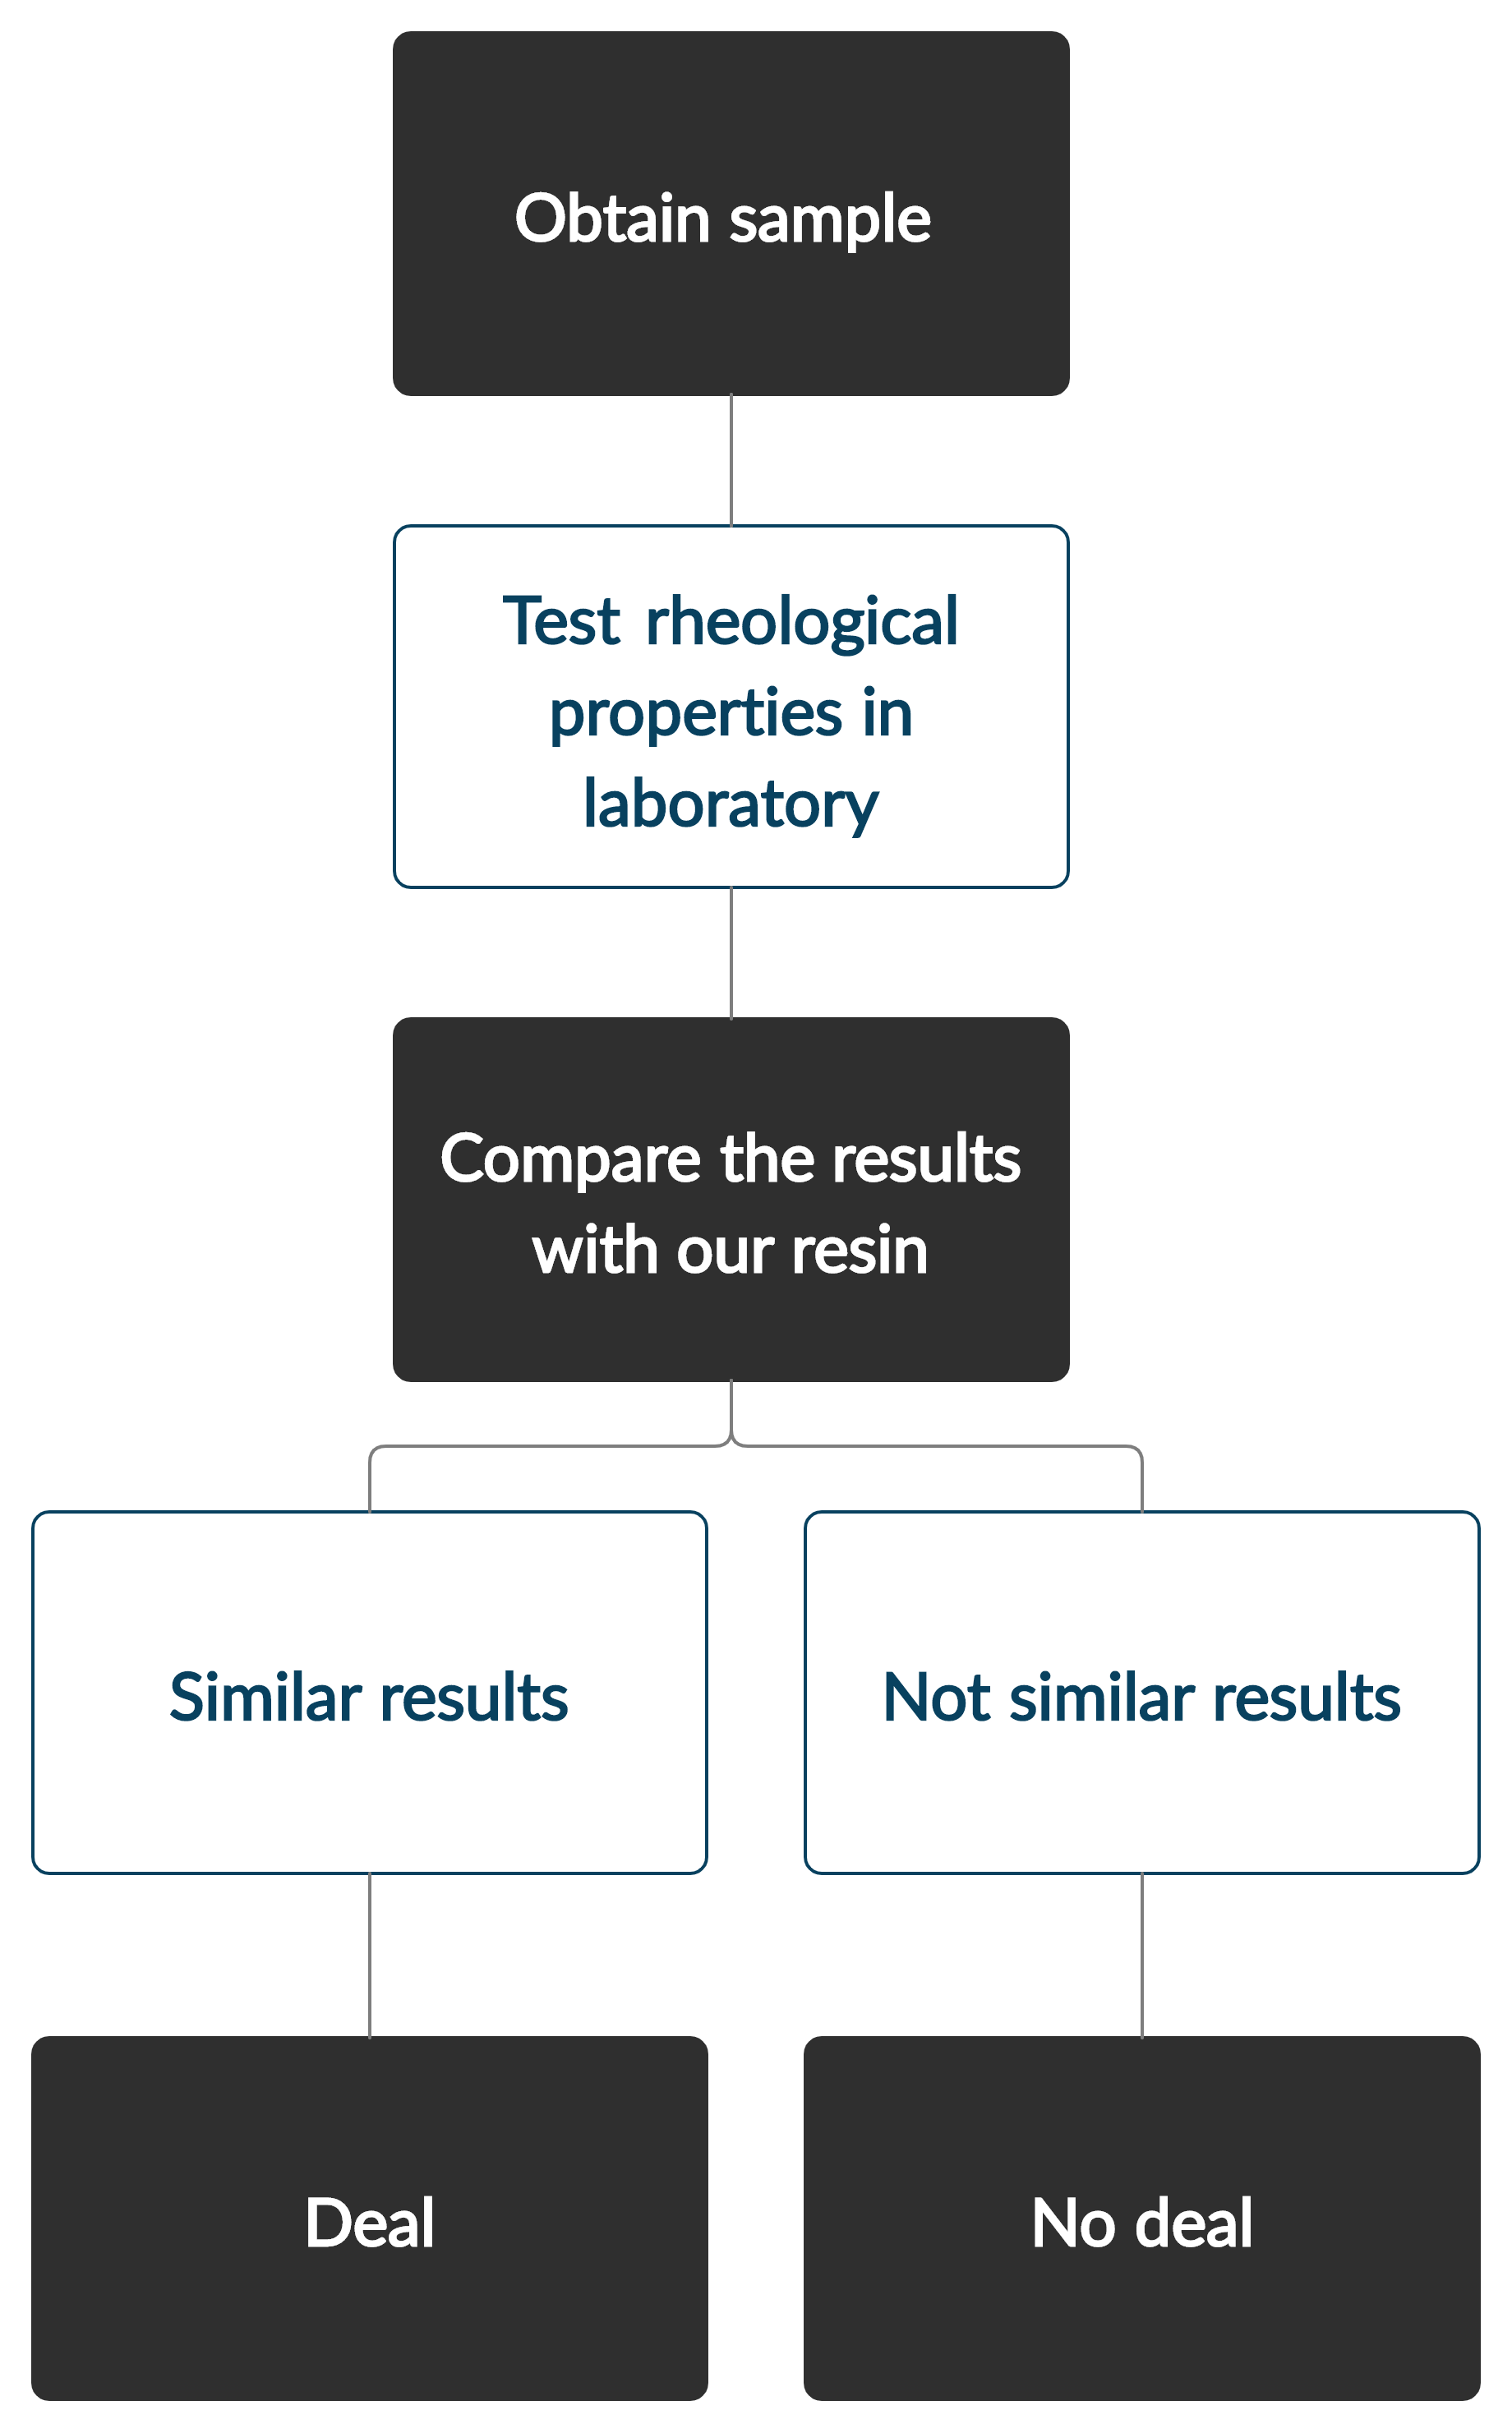 Obtain sample
Test rheological
properties in
laboratory
Compare the results
with our resin
Similar results
Not similar results
Deal
No deal